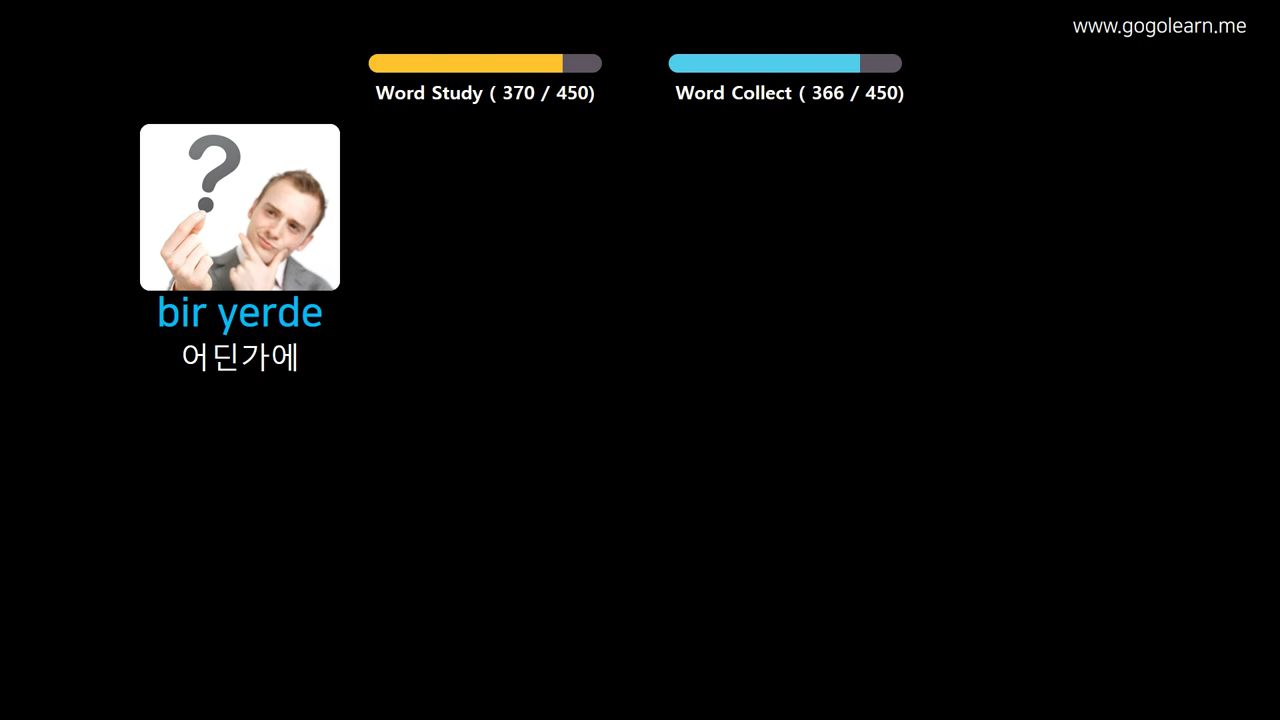 www.gogolearn.me
Word Study ( 370 / 450)
Word Collect ( 366 / 450)
?
bir yerde
어딘가에